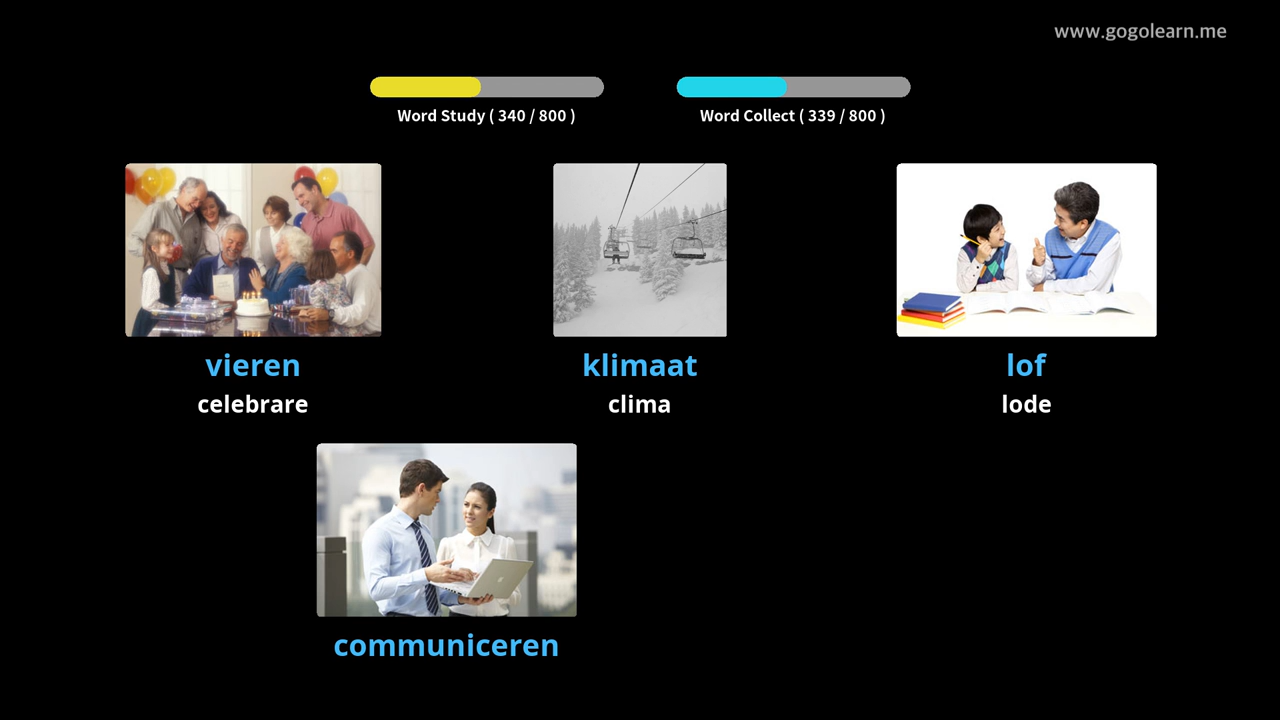 www.gogolearn.me
Word Study ( 340 / 800 )
Word Collect ( 339 / 800 )
vieren
klimaat
lof
celebrare
clima
lode
communiceren